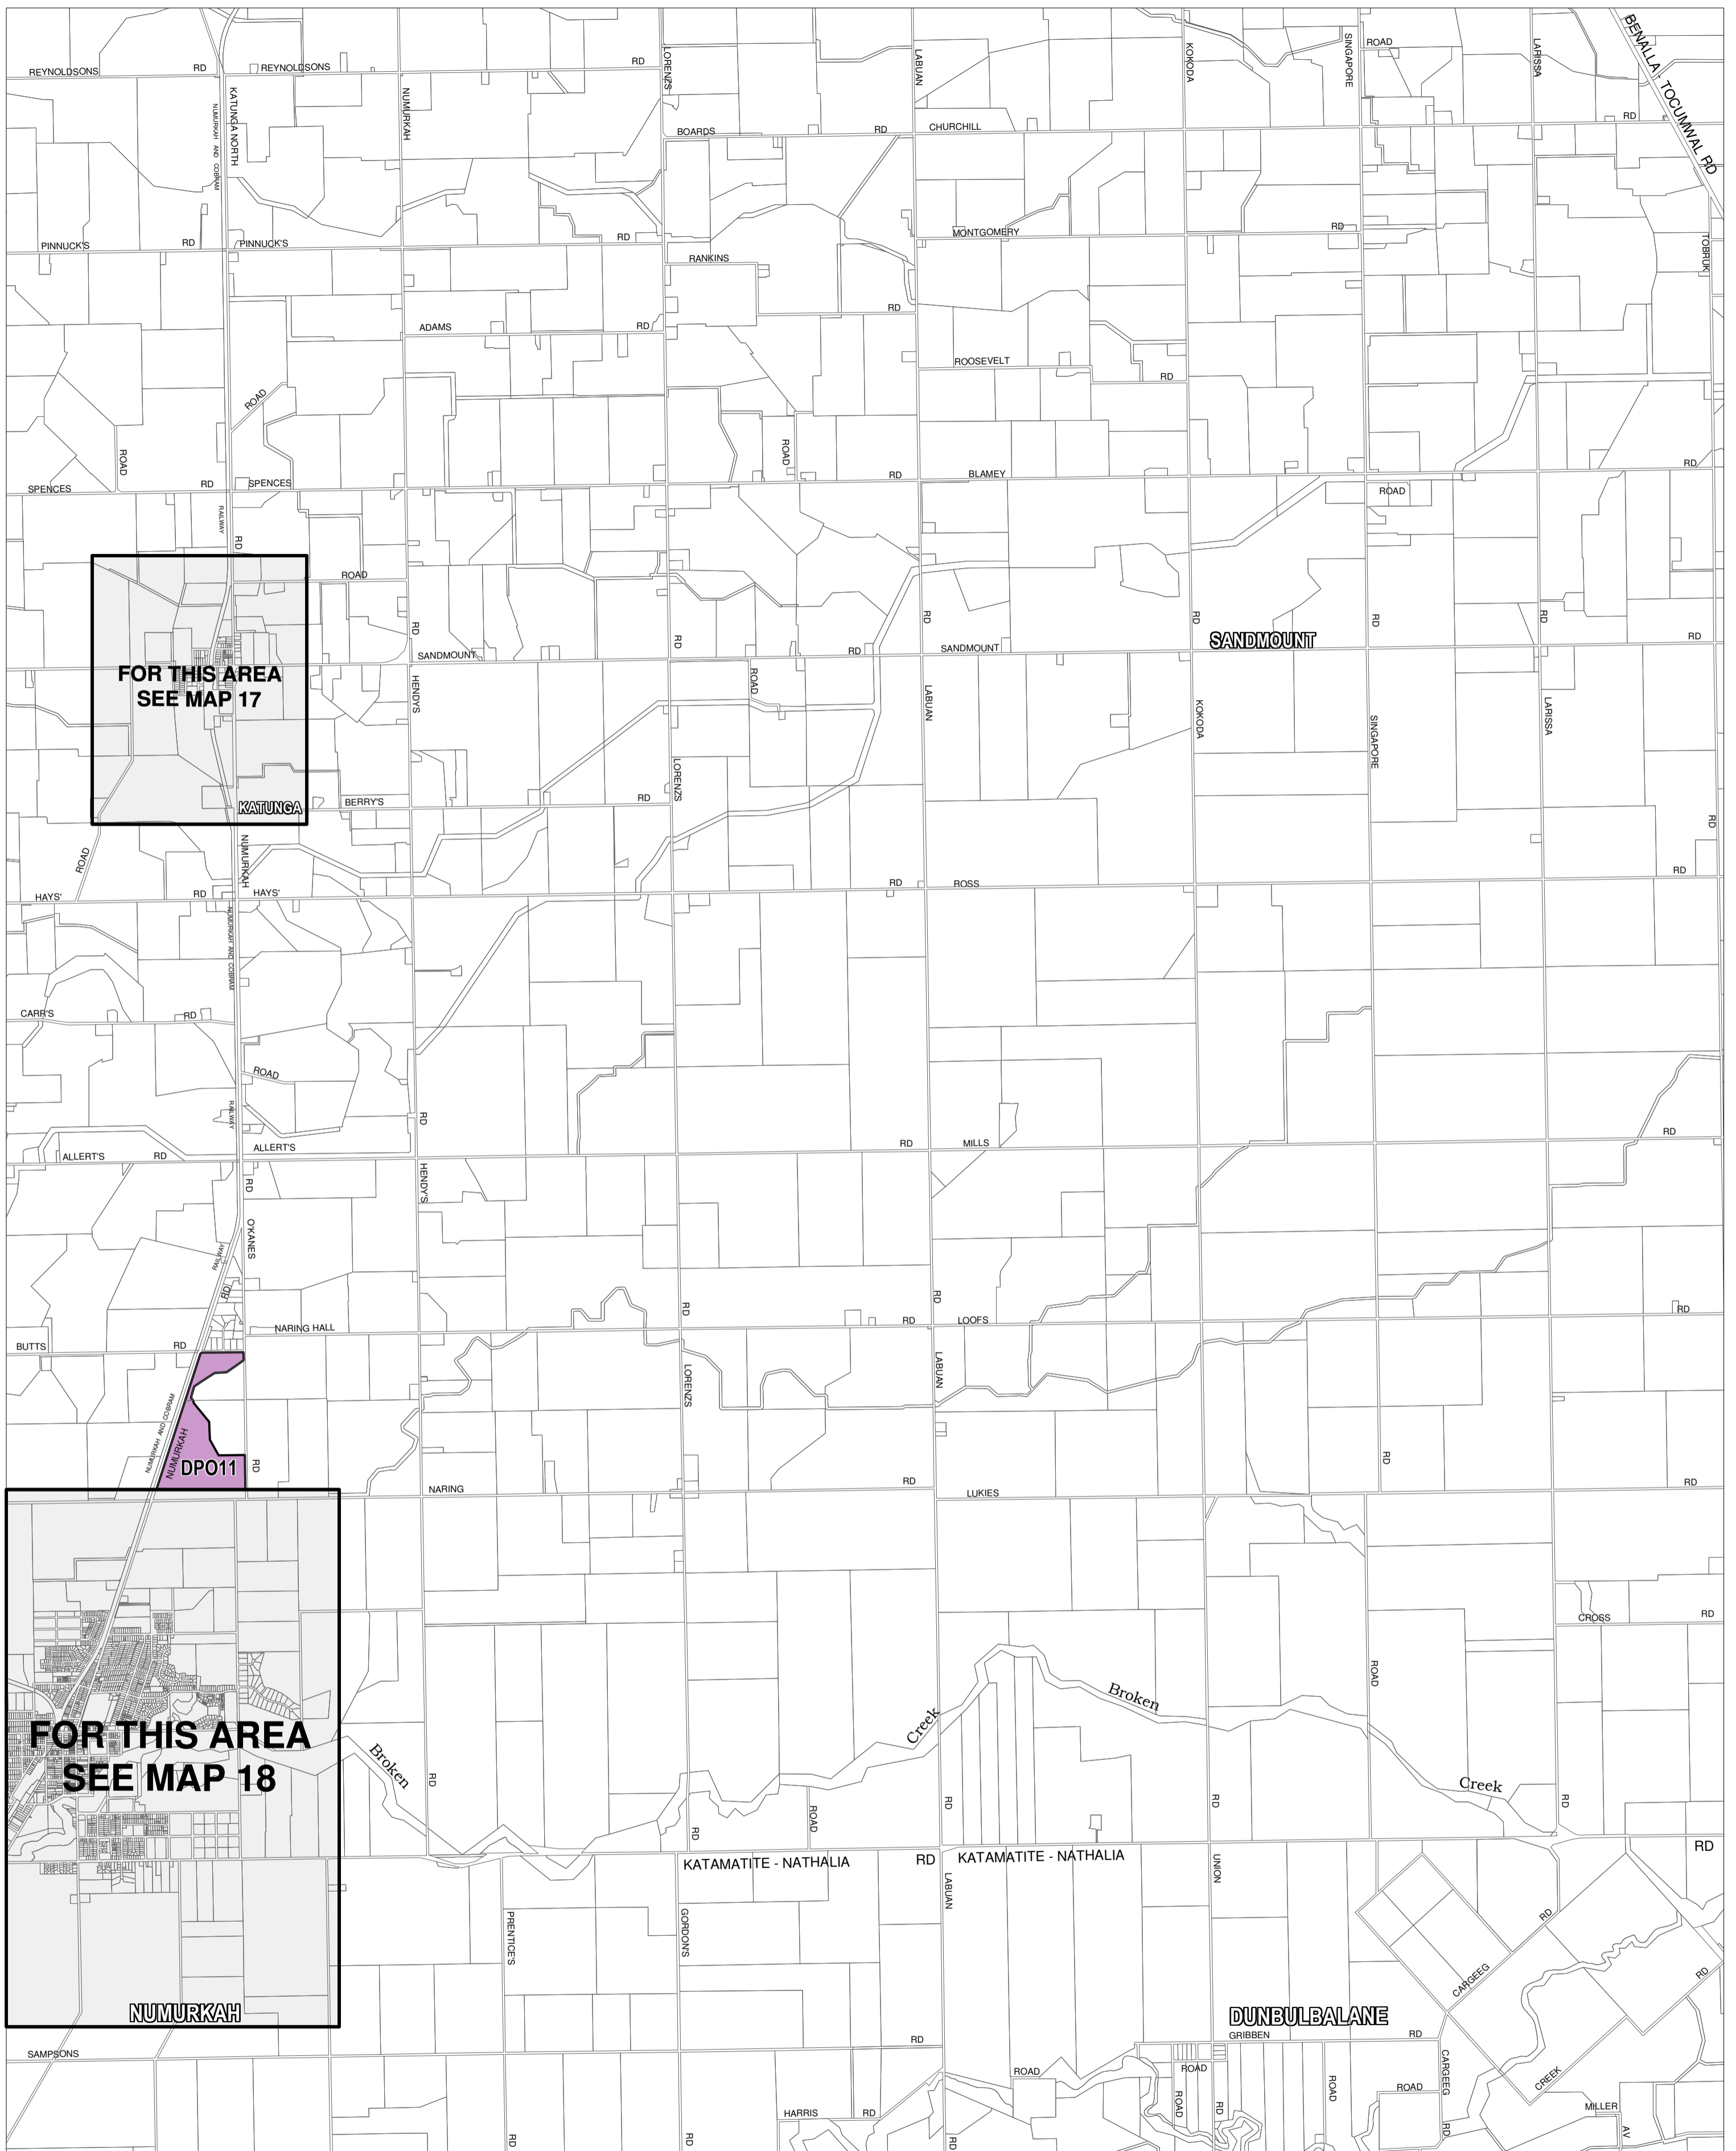 BENALLA - TOCUMWAL RD
REYNOLDSONS RD REYNOLDSONS RD
LORENZS
LABUAN
KOKODA
SINGAPORE
ROAD
LARISSA
KATUNGA NORTH
NUMURKAH AND COBRAM
NUMURKAH
BOARDS RD CHURCHILL RD
PINNUCK'S RD PINNUCK'S RD
MONTGOMERY RD
TOBRUK
RANKINS RD
ADAMS RD
ROOSEVELT RD
ROAD
ROAD
ROAD
SPENCES RD SPENCES RD BLAMEY RD
ROAD
RAILWAY
RD
ROAD
RD
RD
RD
RD
RD
RD
SANDMOUNT RD SANDMOUNT RD
SANDMOUNT
FOR THIS AREA
SEE MAP 17
KATUNGA
HENDYS
ROAD
LABUAN
KOKODA
SINGAPORE
LARISSA
LORENZS
BERRY'S RD
RD
NUMURKAH
ROAD
HAYS' RD HAYS' RD ROSS RD
NUMURKAH AND COBRAM
CARR'S RD
ROAD
RAILWAY
RD
ALLERT'S RD ALLERT'S RD MILLS RD
RD
HENDY'S
O'KANES
RAILWAY
RD
RD
RD
BUTTS RD NARING HALL RD LOOFS RD
LORENZS
LABUAN
NUMURKAH AND COBRAM
NUMURKAH
DPO11
RD
RD
NARING RD LUKIES RD
CROSS RD
ROAD
Broken
Creek
FOR THIS AREA
SEE MAP 18
Broken
Creek
RD
ROAD
RD
RD
RD
RD
KATAMATITE - NATHALIA RD KATAMATITE - NATHALIA RD
UNION
LABUAN
PRENTICE'S
GORDON'S
RD
CARGEEG
RD
NUMURKAH
DUNBULBALANE
GRIBBEN RD
SAMPSONS RD
CARGEEG
ROAD
ROAD
ROAD
RD
ROAD
ROAD
CREEK
MILLER
AV
HARRIS RD
RD
RD
RD
RD